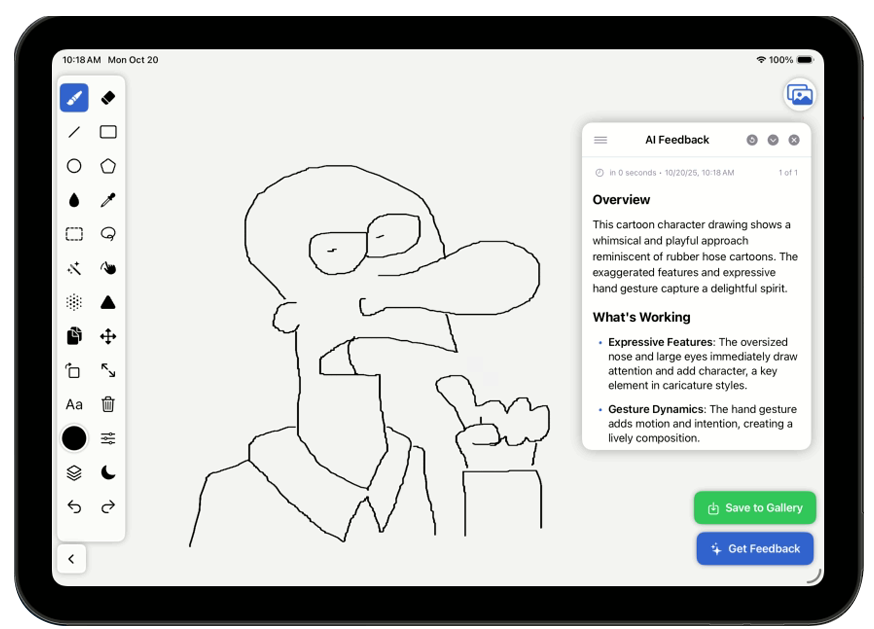 10:18 AM Mon Oct 20
100%
AI Feedback
in 0 seconds • 10/20/25, 10:18 AM
1 of 1
Overview
This cartoon character drawing shows a
whimsical and playful approach
reminiscent of rubber hose cartoons. The
exaggerated features and expressive
hand gesture capture a delightful spirit.
What's Working
• Expressive Features: The oversized
nose and large eyes immediately draw
attention and add character, a key
element in caricature styles.
• Gesture Dynamics: The hand gesture
adds motion and intention, creating a
lively composition.
Aa
Save to Gallery
Get Feedback